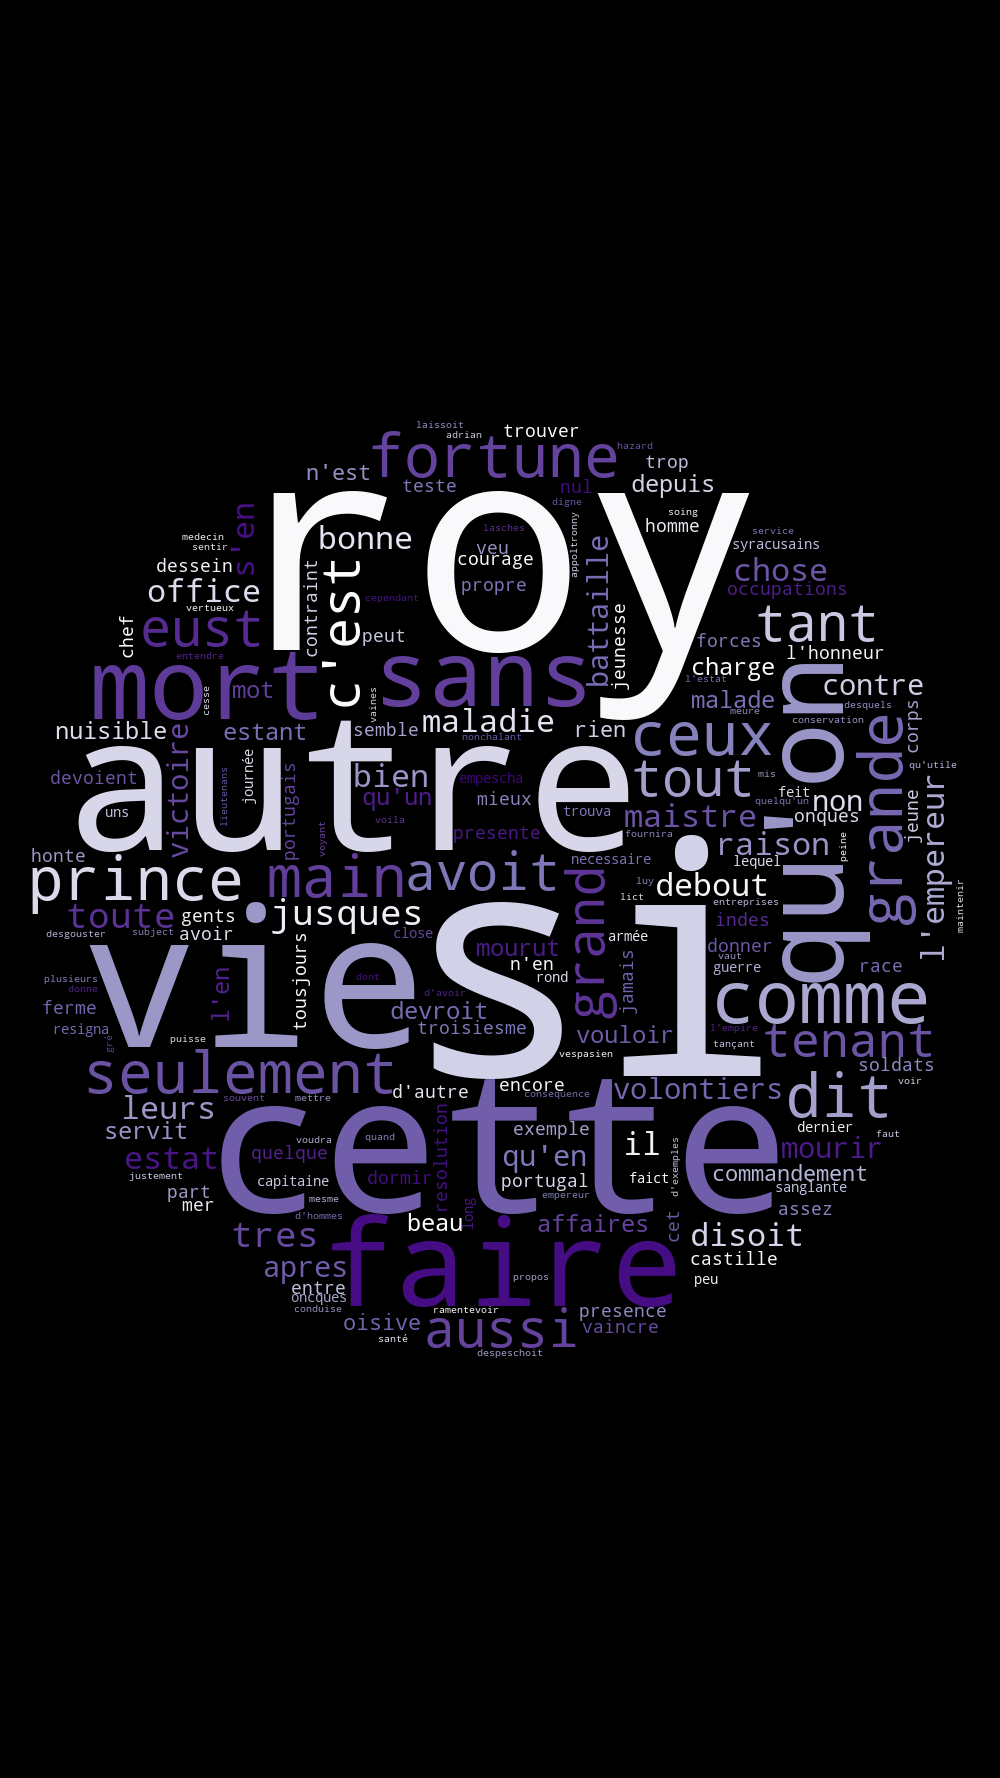 laissoit
adrian
trouver
fortune
hazard
n'est
trop
teste
nul
depuis
roy
digne
s'en
soing
homme
medecin
sentir
lasches
service
bonne
appoltronny
syracusains
veu
courage
battaille
dessein
c'est
chose
office
contraint
propre
occupations
cependant
vertueux
jeunesse
tant
eust
chef
peut
forces
l'honneur
entendre
mort
sans
charge
l'estat
contre
mot
cesse
vaines
malade
desquels
meure
qu'on
conservation
maladie
nuisible
victoire
estant
semble
rien
ceux
grande
corps
autre
nonchalant
qu'utile
devoient
lieutenans
journée
portugais
bien
empescha
tout
mis
l'empereur
jeune
feit
non
quelqu'un
uns
qu'un
mieux
trouva
maistre
onques
voila
voyant
presente
fournira
raison
peine
honte
necessaire
lequel
prince
main
avoit
grand
luy
debout
maintenir
lict
entreprises
toute
gents
jusques
indes
desgouster
subject
avoir
close
armée
tousjours
mourut
jamais
donner
vie
si
vaut
n'en
guerre
race
plusieurs
donne
l'en
dont
rond
d'avoir
comme
ferme
devroit
resigna
troisiesme
vouloir
l'empire
tenant
gré
puisse
tançant
vespasien
soldats
seulement
voir
d'autre
encore
volontiers
dit
souvent
mettre
consequence
leurs
cette
servit
voudra
quand
resolution
exemple
il
dernier
faut
estat
quelque
qu'en
d'exemples
mourir
justement
capitaine
dormir
portugal
faict
commandement
sanglante
part
mesme
empereur
mer
long
assez
d'hommes
beau
affaires
cet
tres
faire
disoit
castille
apres
propos
peu
entre
oncques
conduise
ramentevoir
presence
oisive
aussi
vaincre
santé
despeschoit